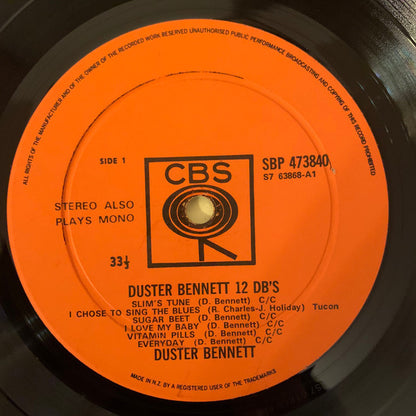 ALL RIGHTS OF THE MANUFACTURER AND OF THE OWNER OF THE RECORDED WORK RESERVED UNAUTHORISED PUBLIC PERFORMANCE BROADCASTING AND COPYING OF THIS RECORD PROHIBITED
SIDE 1
CBS
SBP 473840
S7 63868-A1
STEREO ALSO
PLAYS MONO
33⅓
DUSTER BENNETT 12 DB'S
SLIM'S TUNE (D. Bennett) C/C
I CHOSE TO SING THE BLUES (R. Charles-J. Holiday) Tucon
SUGAR BEET (D. Bennett) C/C
I LOVE MY BABY (D. Bennett) C/C
VITAMIN PILLS (D. Bennett) C/C
EVERYDAY (D. Bennett) C/C
DUSTER BENNETT
MADE IN N.Z. BY A REGISTERED USER OF THE TRADEMARKS